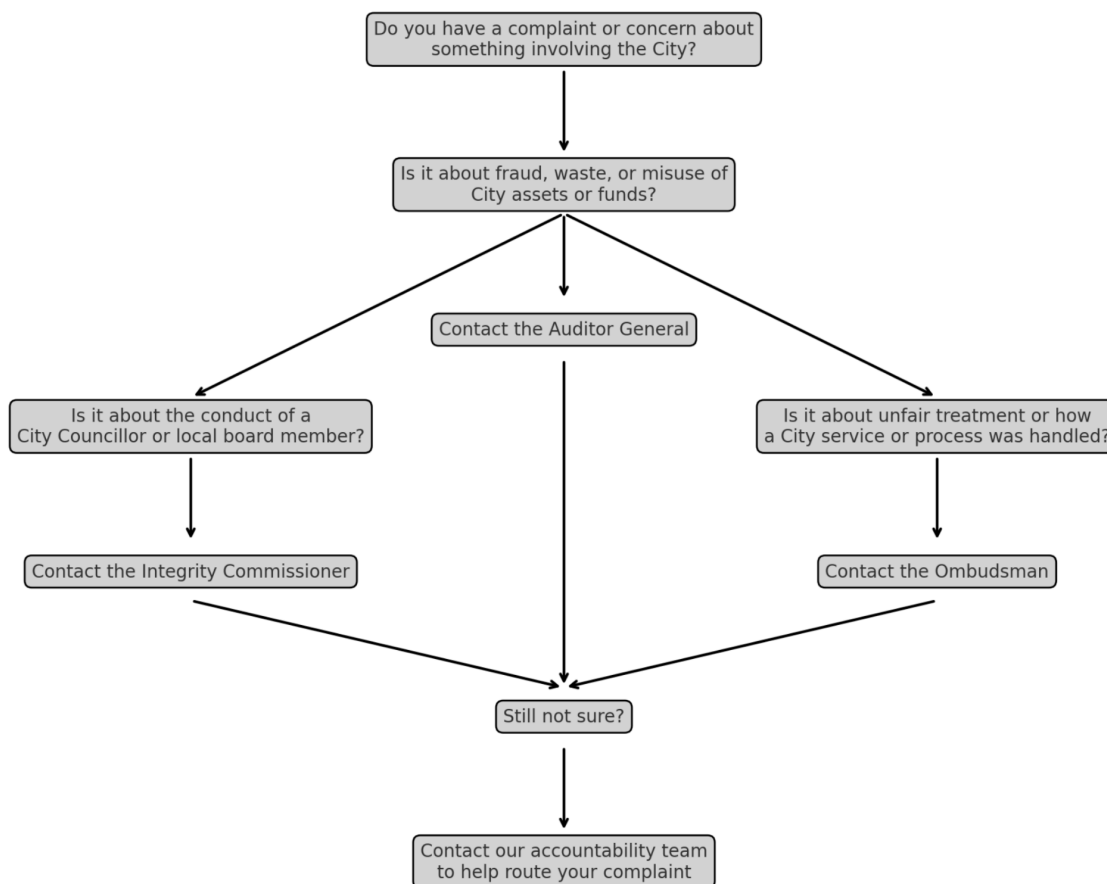 Do you have a complaint or concern about
something involving the City?
Is it about fraud, waste, or misuse of
City assets or funds?
Contact the Auditor General
Is it about the conduct of a
City Councillor or local board member?
Is it about unfair treatment or how
a City service or process was handled?
Contact the Integrity Commissioner
Contact the Ombudsman
Still not sure?
Contact our accountability team
to help route your complaint